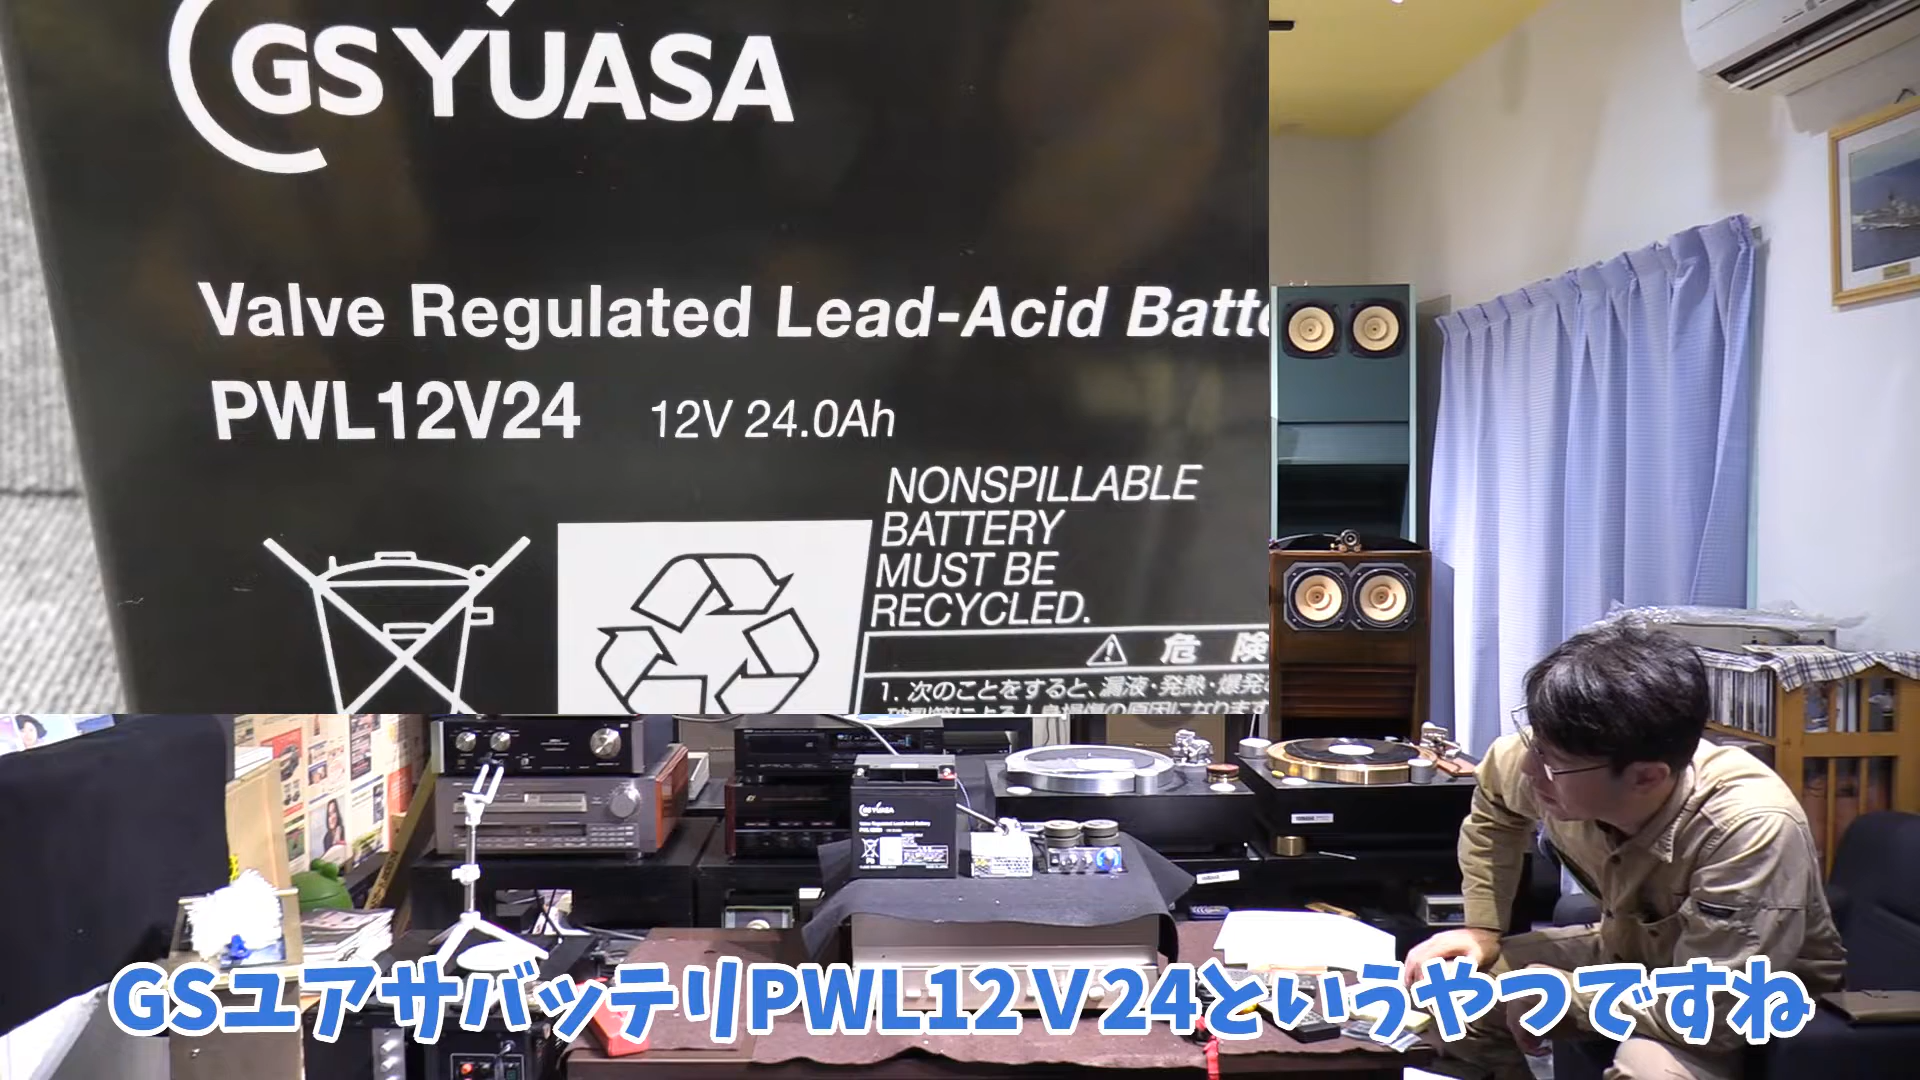 GS YUASA
Valve Regulated Lead-Acid Batte
PWL12V24 12V 24.0Ah
NONSPILLABLE
BATTERY
MUST BE
RECYCLED.
⚠ 危 険
1. 次のことをすると、漏液・発熱・爆発
GS YUASA
GSユアサバッテリPWL12V24というやつですね